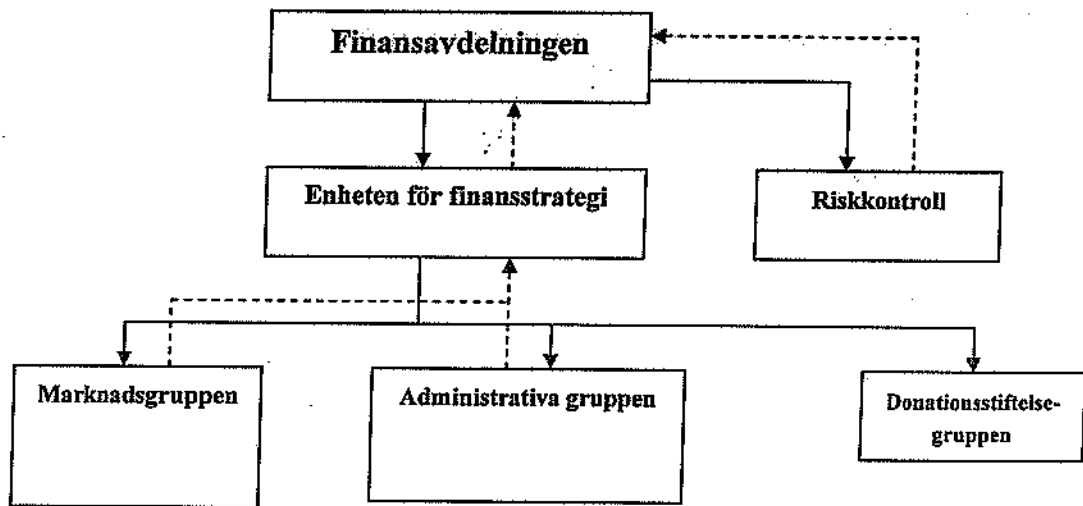 Finansavdelningen
Enheten för finansstrategi
Riskkontroll
Marknadsgruppen
Administrativa gruppen
Donationsstiftelse-
gruppen